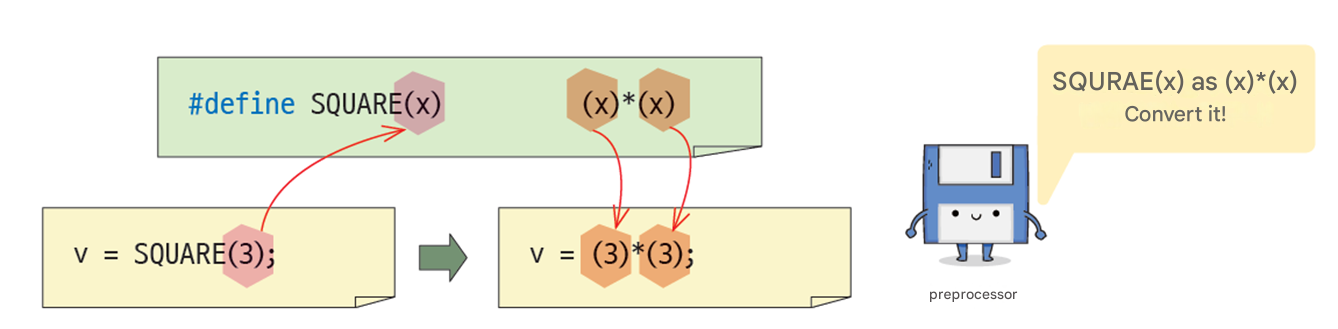 #define SQUARE(x) (x)*(x)
SQURAE(x) as (x)*(x)
Convert it!
v = SQUARE(3);
v = (3)*(3);
preprocessor